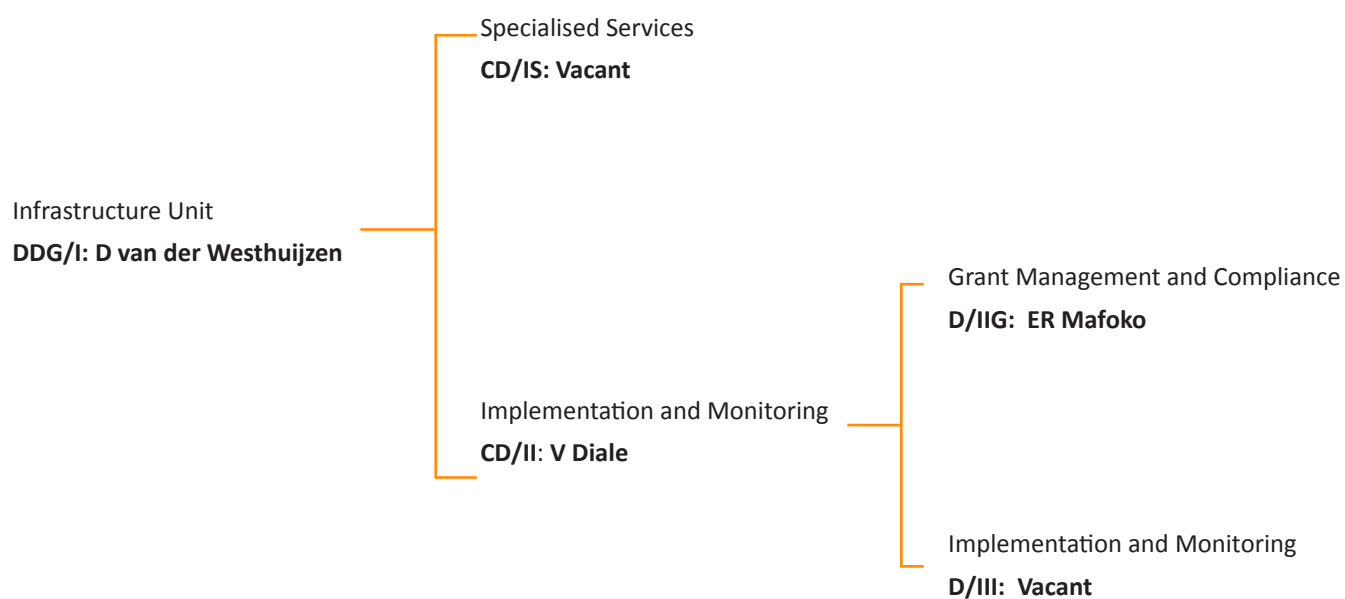 Specialised Services
CD/IS: Vacant
Infrastructure Unit
DDG/I: D van der Westhuijzen
Grant Management and Compliance
D/IIG: ER Mafoko
Implementation and Monitoring
CD/II: V Diale
Implementation and Monitoring
D/III: Vacant